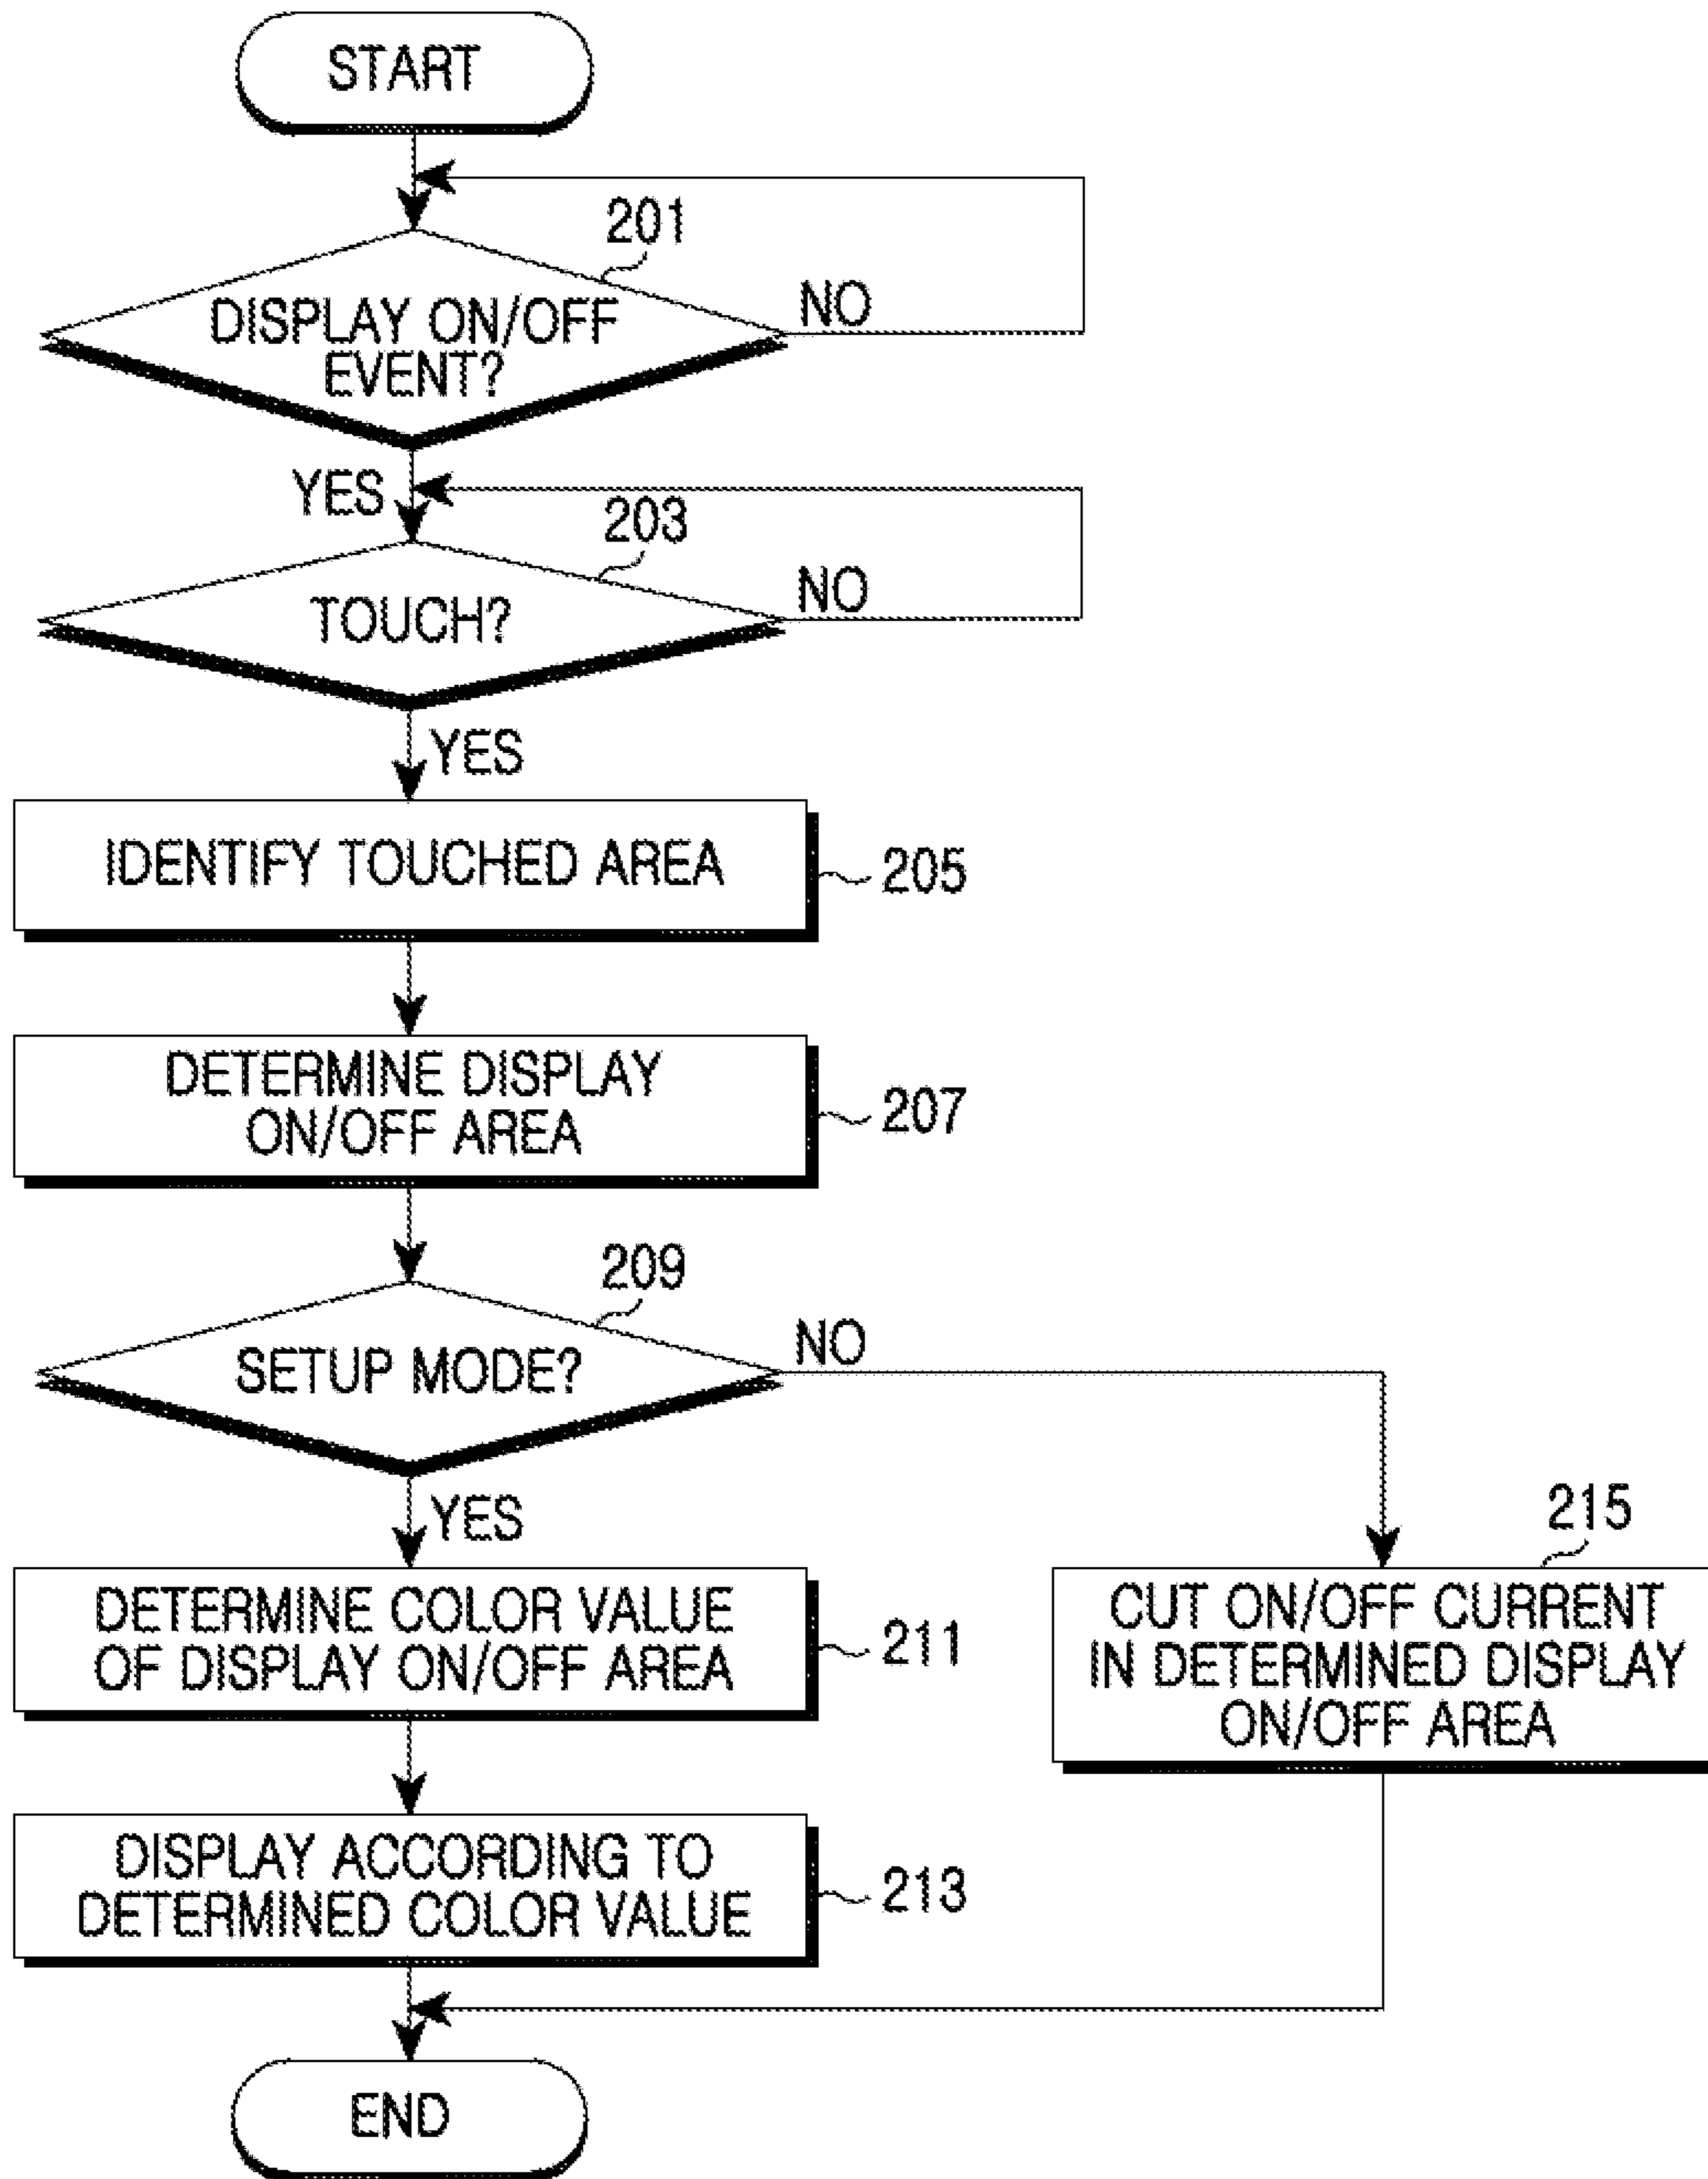 START
201
DISPLAY ON/OFF
EVENT?
NO
YES
203
TOUCH?
NO
YES
IDENTIFY TOUCHED AREA
205
DETERMINE DISPLAY
ON/OFF AREA
207
209
SETUP MODE?
NO
YES
DETERMINE COLOR VALUE
OF DISPLAY ON/OFF AREA
211
215
CUT ON/OFF CURRENT
IN DETERMINED DISPLAY
ON/OFF AREA
DISPLAY ACCORDING TO
DETERMINED COLOR VALUE
213
END